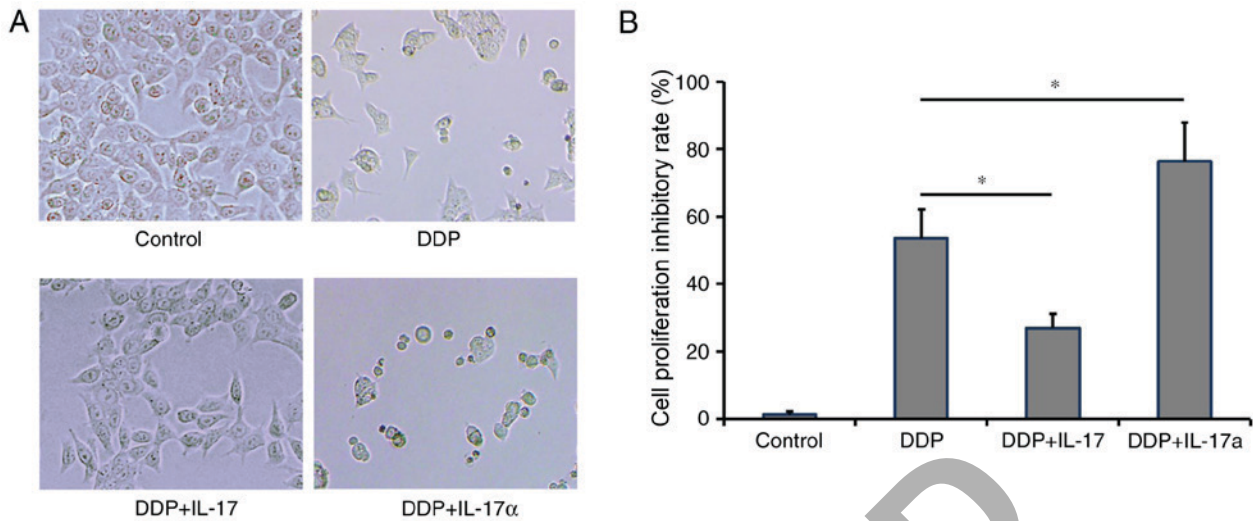 A
Control
DDP
DDP+IL-17
DDP+IL-17α
B
Cell proliferation inhibitory rate (%)
100
80
60
40
20
0
*
*
Control
DDP
DDP+IL-17
DDP+IL-17a